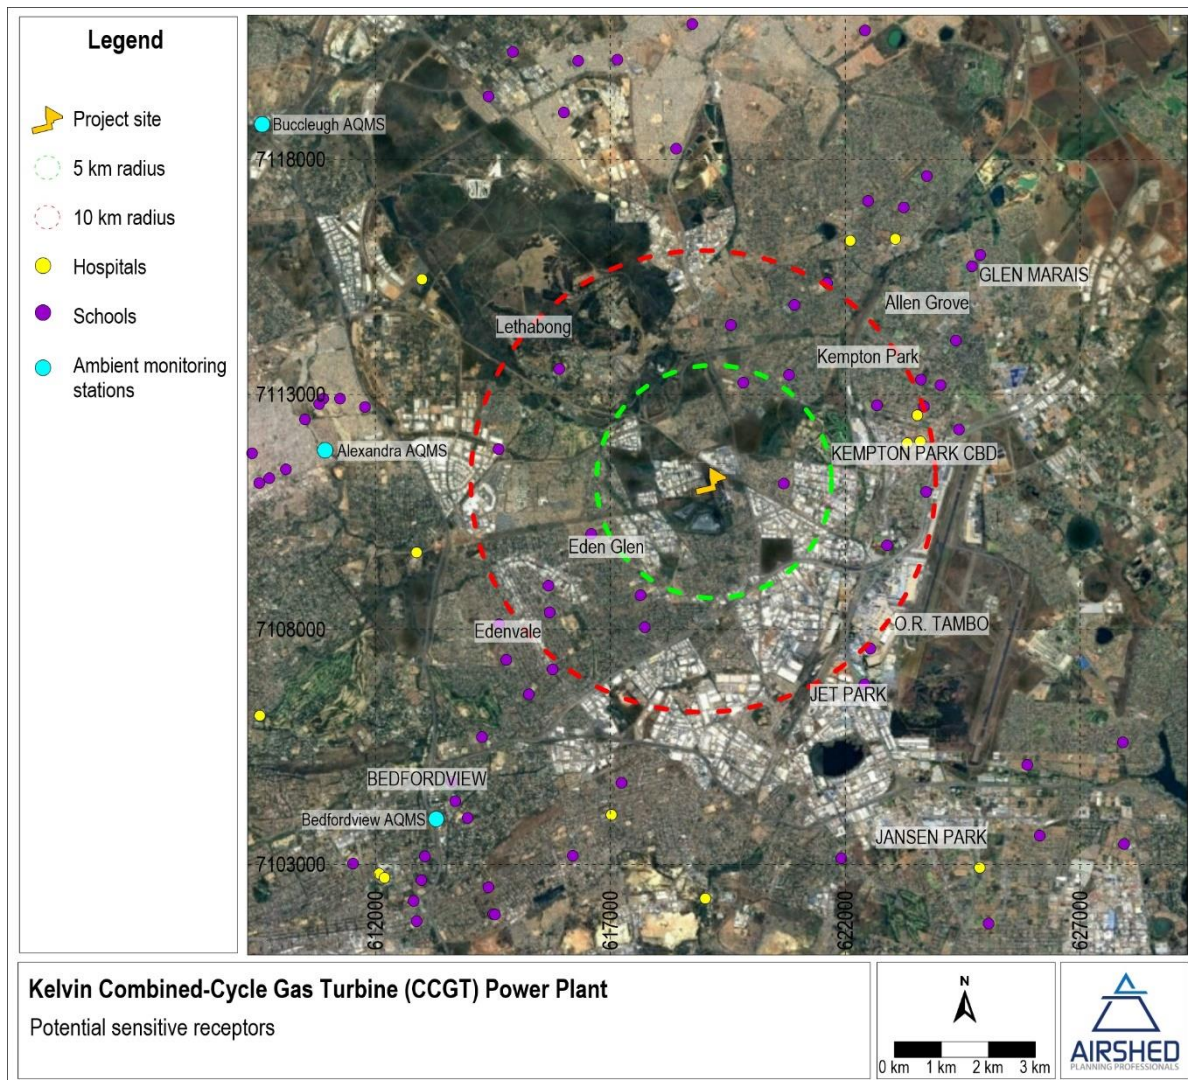 Legend
Project site
5 km radius
10 km radius
Hospitals
Schools
Ambient monitoring
stations
Buccleugh AQMS
7118000
GLEN MARAIS
Allen Grove
Lethabong
Kempton Park
7113000
Alexandra AQMS
KEMPTON PARK CBD
Eden Glen
O.R. TAMBO
Edenvale
7108000
JET PARK
BEDFORDVIEW
Bedfordview AQMS
JANSEN PARK
7103000
612000
617000
622000
627000
Kelvin Combined-Cycle Gas Turbine (CCGT) Power Plant
Potential sensitive receptors
N
0 km 1 km 2 km 3 km
AIRSHED
PLANNING PROFESSIONALS